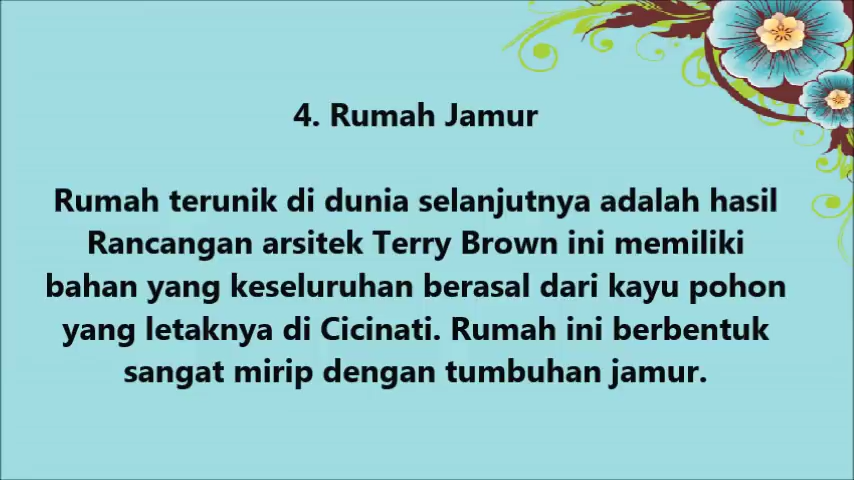 4. Rumah Jamur
Rumah terunik di dunia selanjutnya adalah hasil
Rancangan arsitek Terry Brown ini memiliki
bahan yang keseluruhan berasal dari kayu pohon
yang letaknya di Cicinati. Rumah ini berbentuk
sangat mirip dengan tumbuhan jamur.